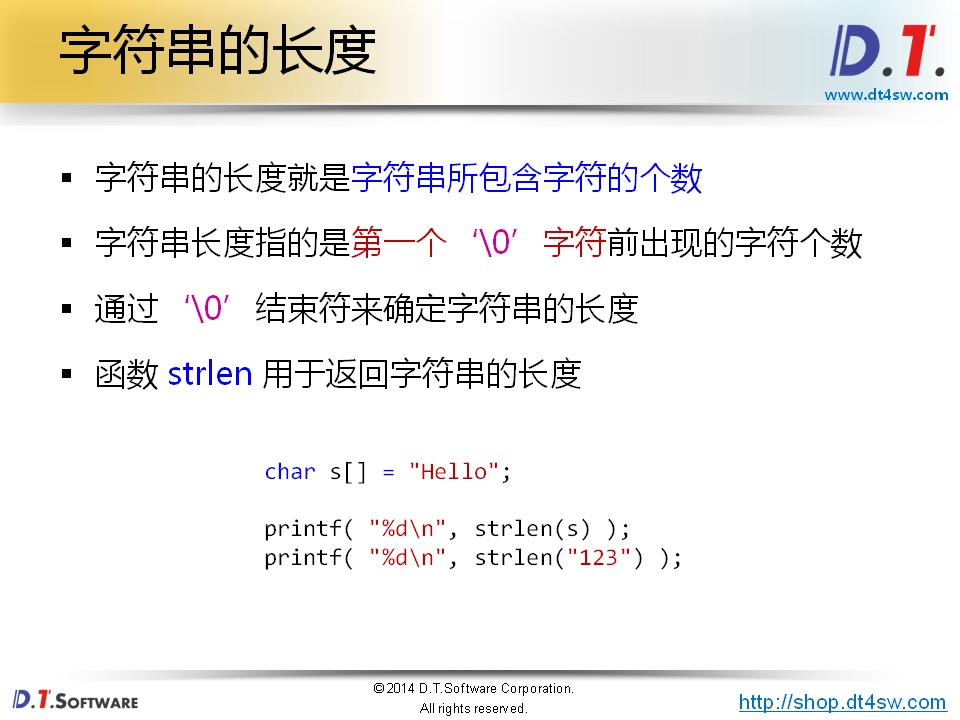 字符串的长度
D.T.
www.dt4sw.com
▪ 字符串的长度就是字符串所包含字符的个数
▪ 字符串长度指的是第一个‘\0’字符前出现的字符个数
▪ 通过‘\0’结束符来确定字符串的长度
▪ 函数 strlen 用于返回字符串的长度
char s[] = "Hello";
printf( "%d\n", strlen(s) );
printf( "%d\n", strlen("123") );
D.T.SOFTWARE
©2014 D.T.Software Corporation.
All rights reserved.
http://shop.dt4sw.com